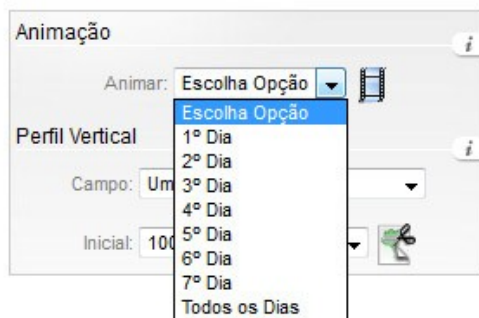 Animação
i
Animar: Escolha Opção
Escolha Opção
1º Dia
Perfil Vertical
i
2º Dia
Campo: Um
3º Dia
4º Dia
Inicial: 100
5º Dia
6º Dia
7º Dia
Todos os Dias